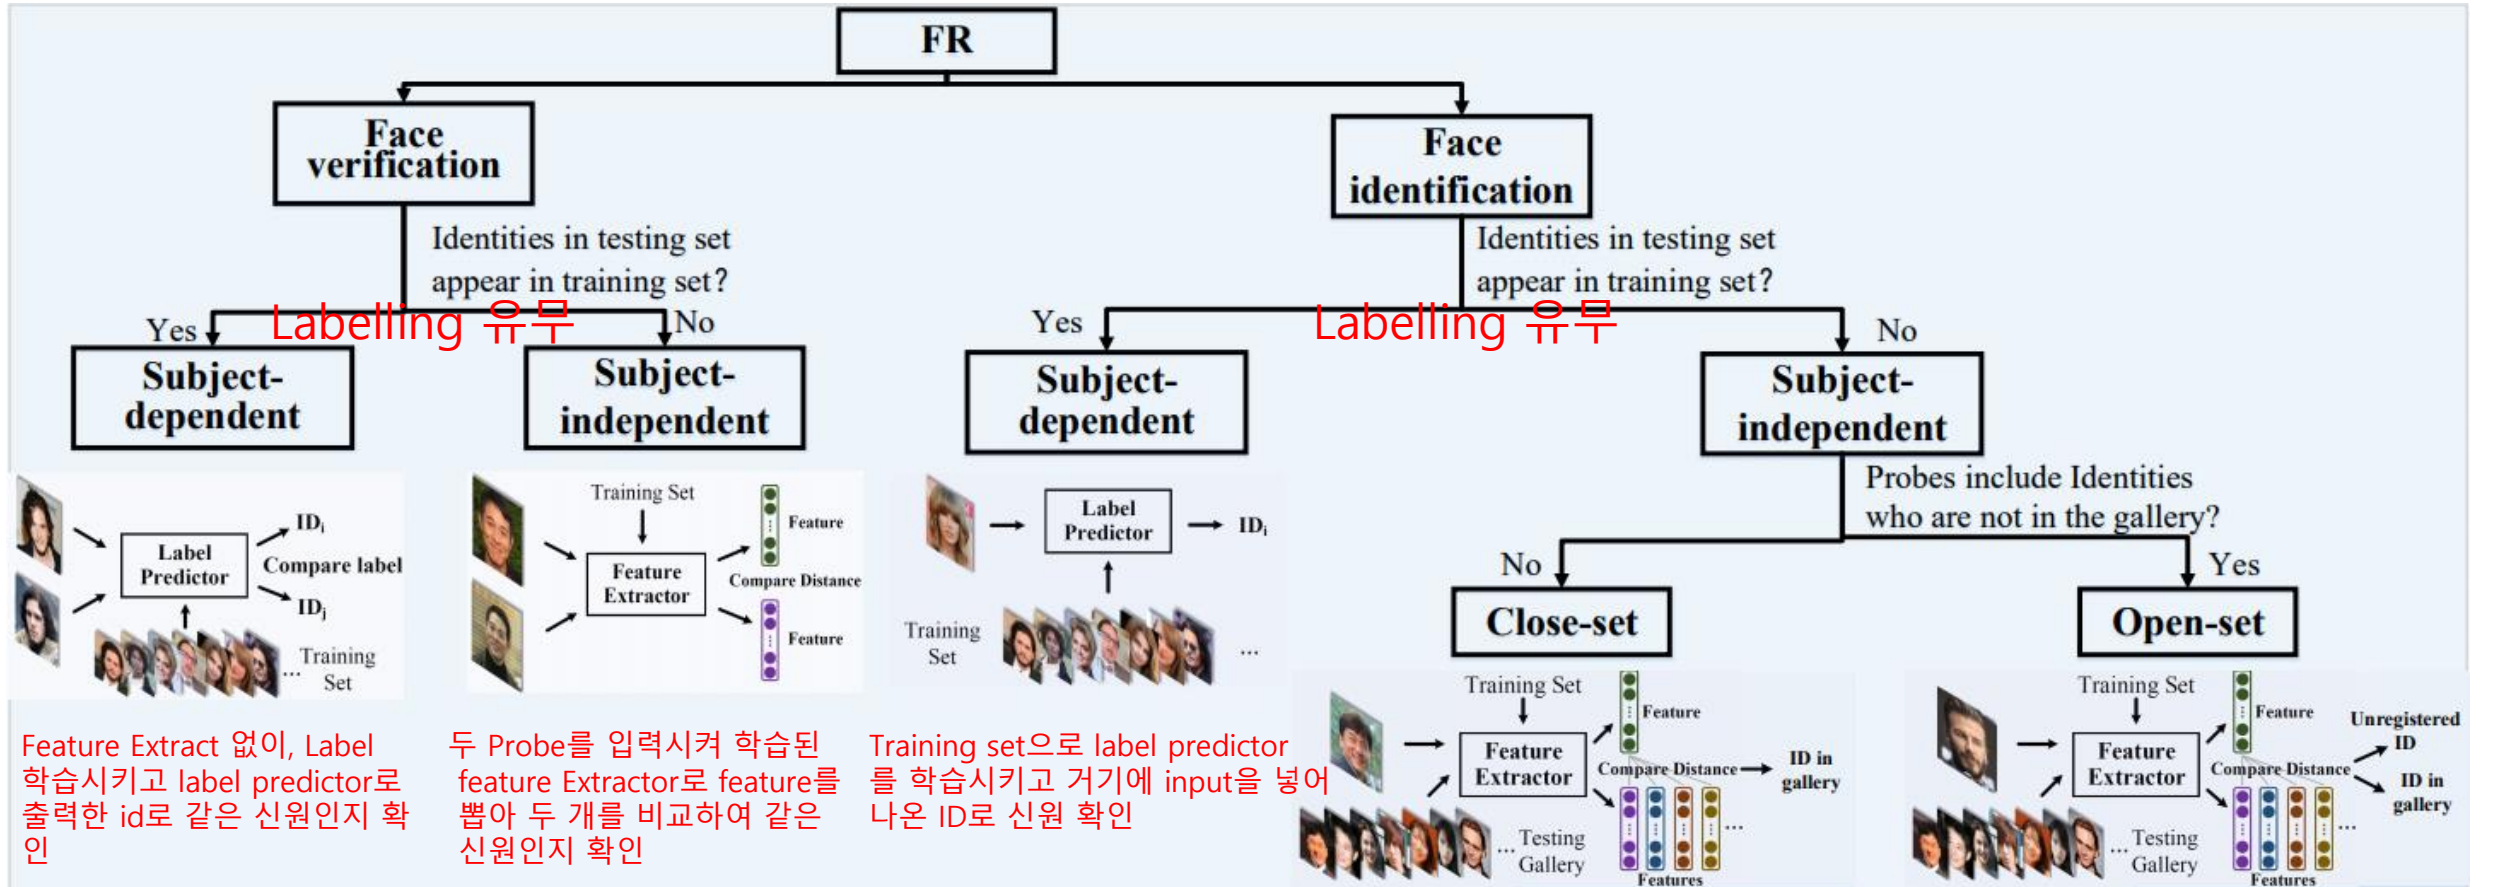 FR
Face
verification
Face
identification
Identities in testing set
appear in training set?
Identities in testing set
appear in training set?
Yes
Labelling 유무
No
Yes
Labelling 유무
No
Subject-
dependent
Subject-
independent
Subject-
dependent
Subject-
independent
Probes include Identities
who are not in the gallery?
No
Yes
Close-set
Open-set
Label
Predictor
IDi
Compare label
IDj
... Training
Set
Training Set
Feature
Extractor
Feature
Compare Distance
Feature
Label
Predictor
IDi
Training
Set
...
Training Set
Feature
Feature
Extractor
Compare Distance
ID in
gallery
... Testing
Gallery
...
Features
Training Set
Feature
Feature
Extractor
Compare Distance
Unregistered
ID
ID in
gallery
... Testing
Gallery
...
Features
Feature Extract 없이, Label
학습시키고 label predictor로
출력한 id로 같은 신원인지 확
인
두 Probe를 입력시켜 학습된
feature Extractor로 feature를
뽑아 두 개를 비교하여 같은
신원인지 확인
Training set으로 label predictor
를 학습시키고 거기에 input을 넣어
나온 ID로 신원 확인